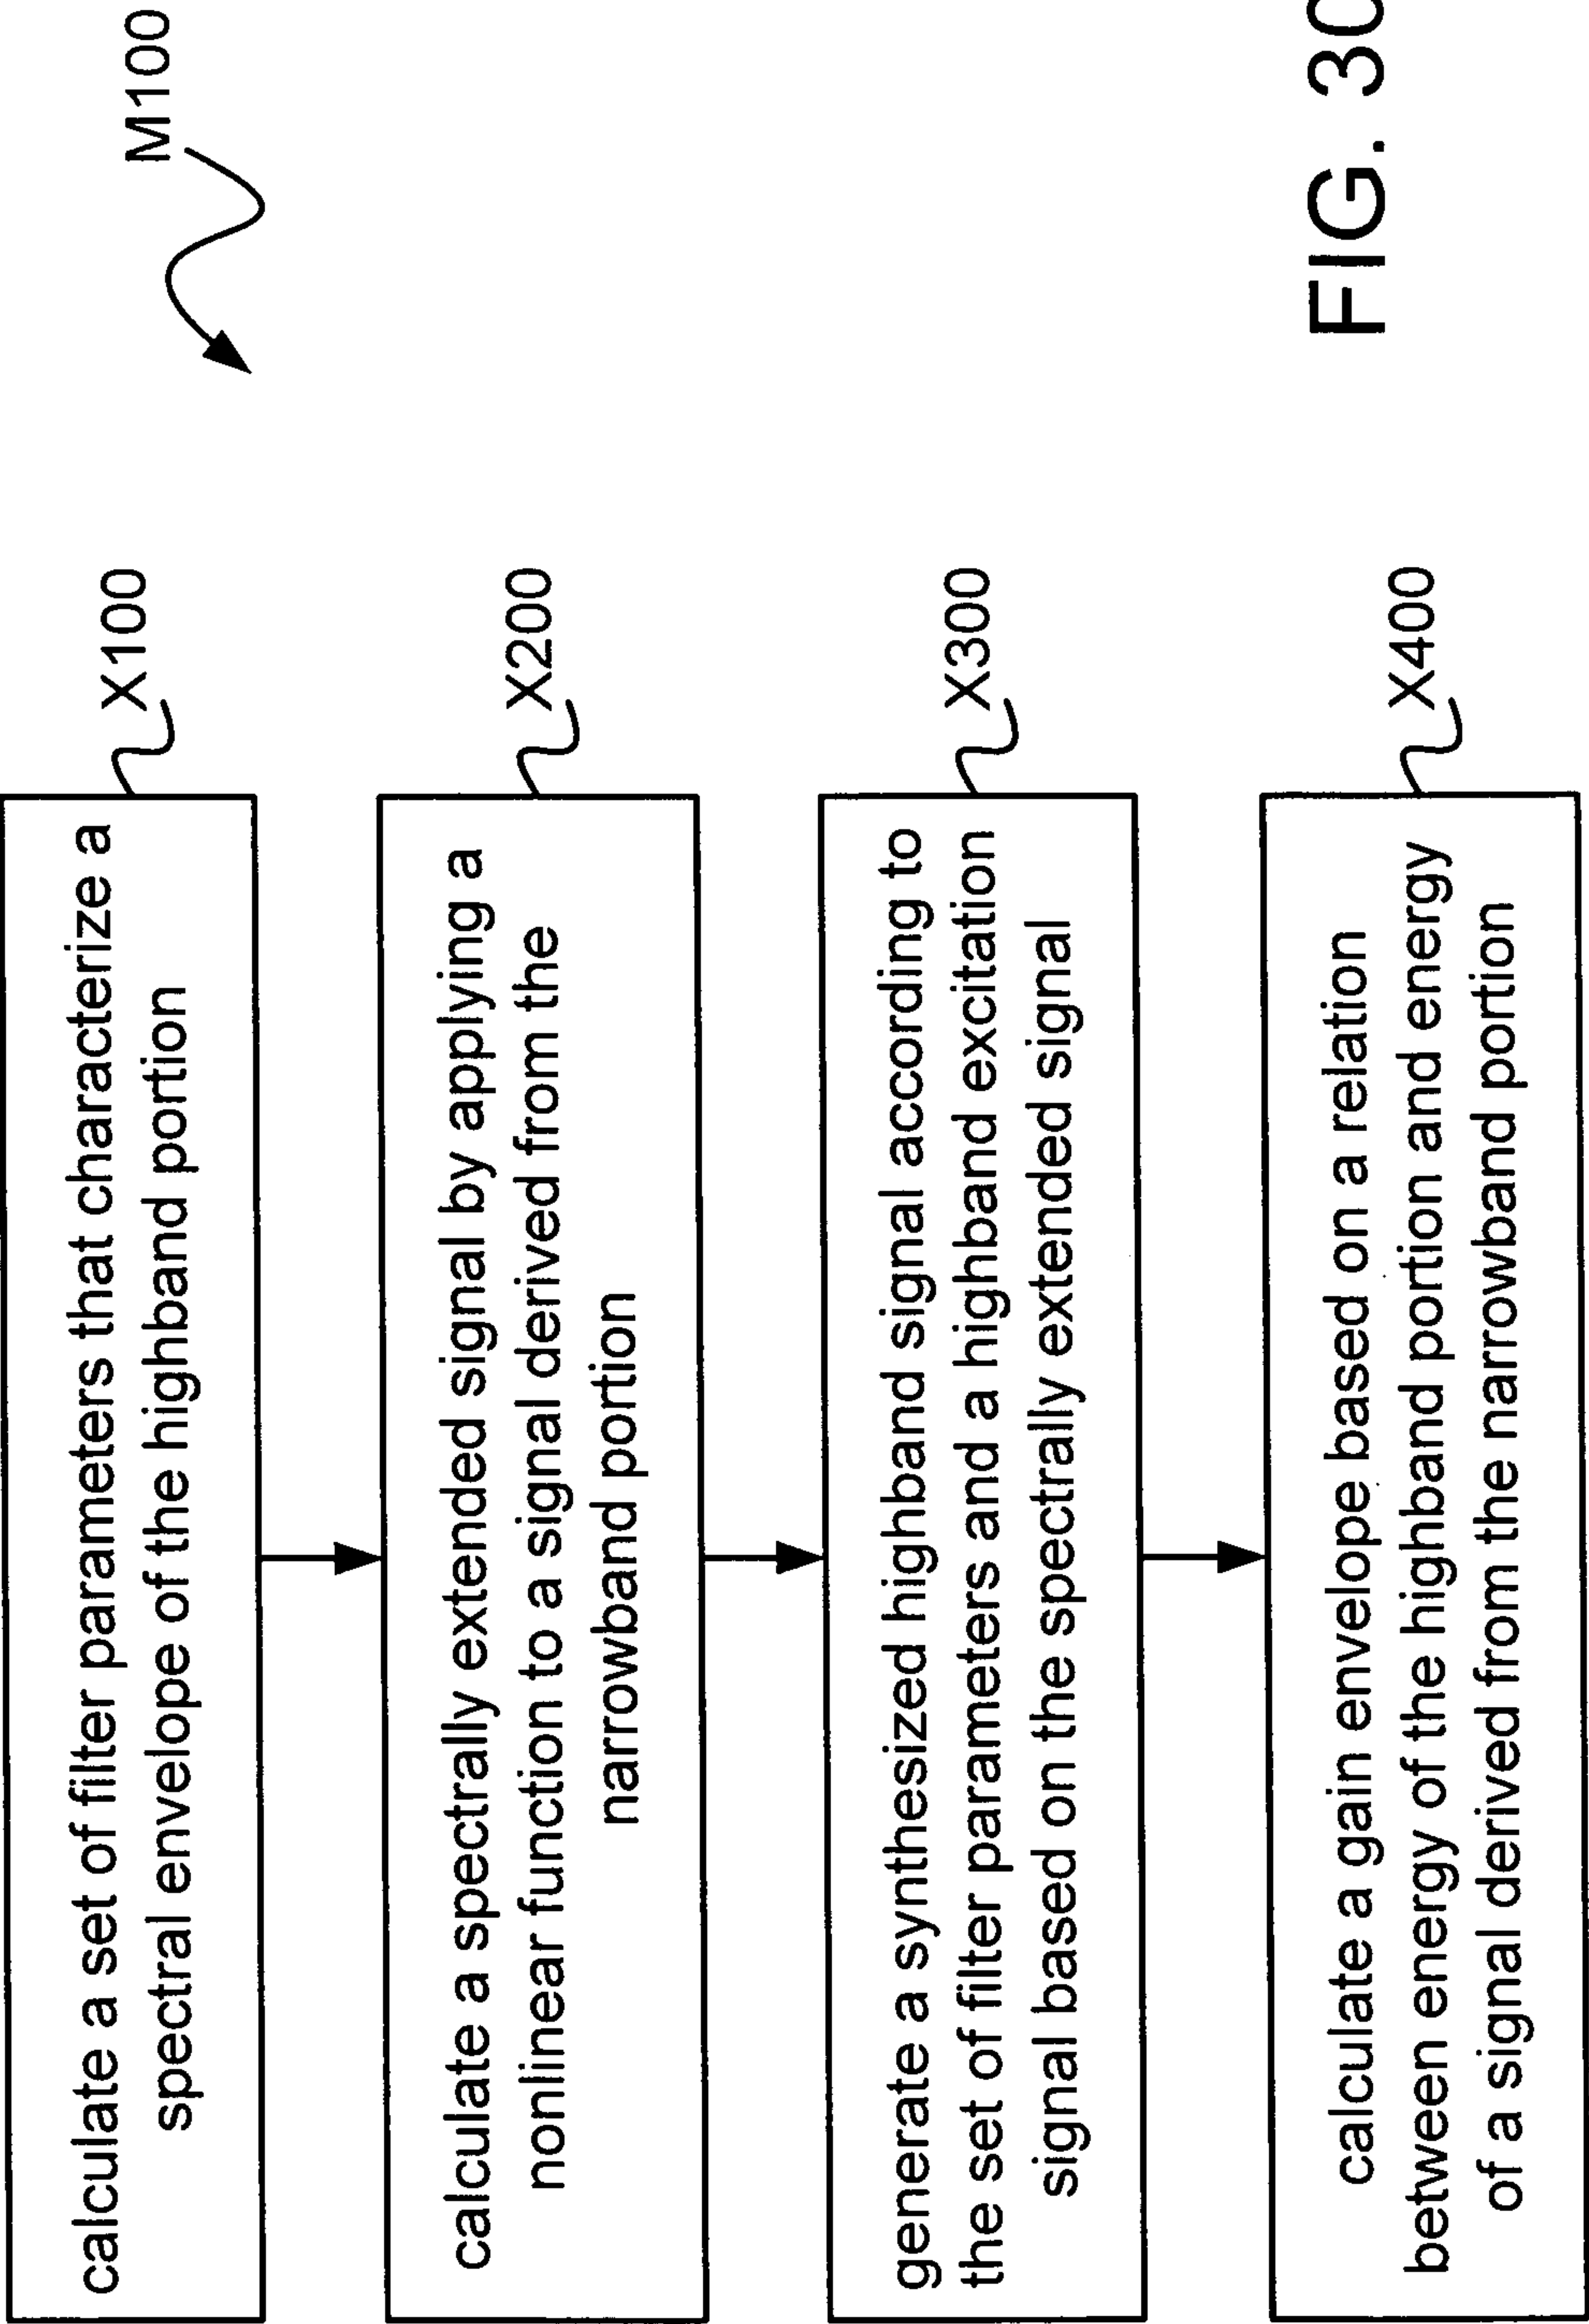 M100
calculate a set of filter parameters that characterize a
spectral envelope of the highband portion
X100
calculate a spectrally extended signal by applying a
nonlinear function to a signal derived from the
narrowband portion
X200
generate a synthesized highband signal according to
the set of filter parameters and a highband excitation
signal based on the spectrally extended signal
X300
calculate a gain envelope based on a relation
between energy of the highband portion and energy
of a signal derived from the narrowband portion
X400
FIG. 30